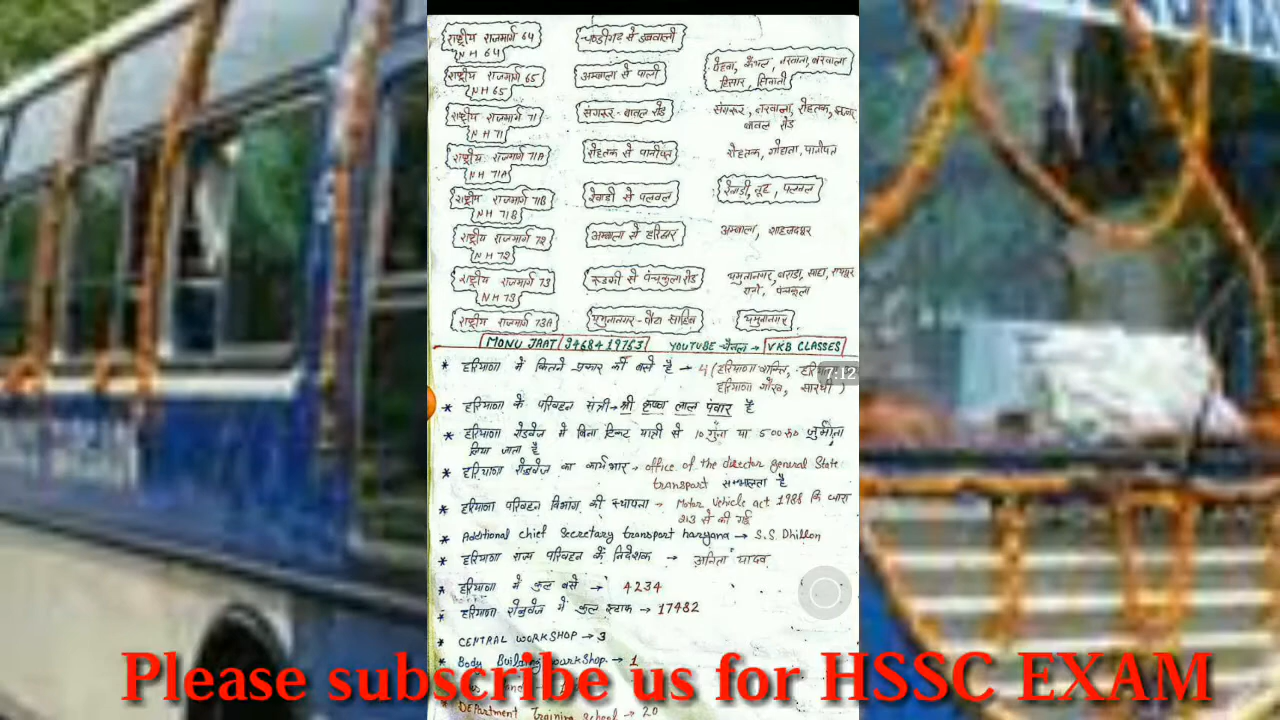 राष्ट्रीय राजमार्ग 64 चण्डीगढ से डबवाली
NH 64
राष्ट्रीय राजमार्ग 65 अम्बाला से पाली पेहवा, कैंथल, नरवाना, बरवाला
NH 65 हिसार, सिवानी
राष्ट्रीय राजमार्ग 71 संगरूर - बावल रोड संगरूर, नरवाना, रोहतक, झज्जर
NH 71 बावल रोड
राष्ट्रीय राजमार्ग 71A रोहतक से पानीपत रोहतक, गोहाना, पानीपत
NH 71A
राष्ट्रीय राजमार्ग 71B रेवाडी से पलवल रेवाडी, नूह, पलवल
NH 71B
राष्ट्रीय राजमार्ग 72 अम्बाला से हरिद्वार अम्बाला, शाहजादपुर
NH 72
राष्ट्रीय राजमार्ग 73 रूडकी से पंचकुला रोड यमुनानगर, बराडा, साहा, रायपुर
NH 73 रानी, पंचकुला
राष्ट्रीय राजमार्ग 73A यमुनानगर - पोंटा साहिब यमुनानगर
MONU JAAT 9468419763 YOUTUBE चैनल → VKB CLASSES
* हरियाणा में कितने प्रकार की बसे है → 4 (हरियाणा
7:12
हरियाणा गौरव, सारथी )
* हरियाणा के परिवहन मंत्री → श्री कृष्ण लाल पंवार है
* हरियाणा रोडवेज में बिना टिकट यात्री से 10 गुना या 500 रू0 जुर्माना
लिया जाता है
* हरियाणा रोडवेज का कार्यभार → office of the director general State
transport सम्भालता है
* हरियाणा परिवहन विभाग की स्थापना → Motor Vehicle act 1988 कि धारा
213 से की गई
* Additional Chief Secretary transport haryana → S.S. Dhillon
* हरियाणा राज्य परिवहन के निदेशक → अनिता यादव
* हरियाणा में कुल बसे → 4234
* हरियाणा रोडवेज में कुल स्टाफ → 17482
* CENTRAL WORKSHOP → 3
* Body Building workshop. → 1
Please subscribe us for HSSC EXAM
* DEPartment Training School → 20